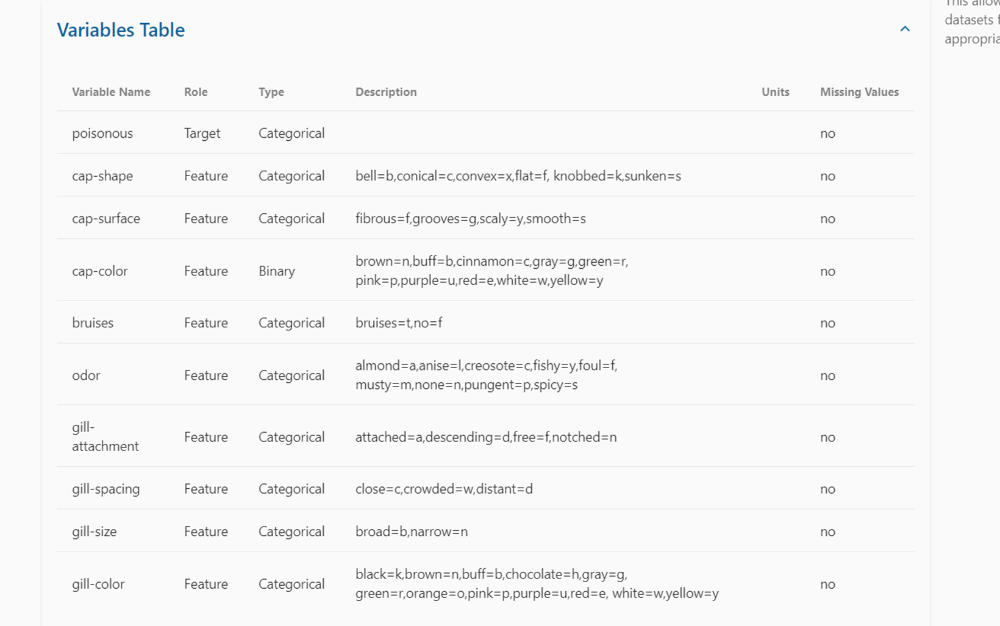 Variables Table
datasets
Variable Name Role Type Description Units Missing Values
poisonous Target Categorical no
cap-shape Feature Categorical bell=b,conical=c,convex=x,flat=f, knobbed=k,sunken=s no
cap-surface Feature Categorical fibrous=f,grooves=g,scaly=y,smooth=s no
brown=n,buff=b,cinnamon=c,gray=g,green=r,
cap-color Feature Binary no
pink=p,purple=u,red=e,white=w,yellow=y
bruises Feature Categorical bruises=t,no=f no
almond=a,anise=l,creosote=c,fishy=y,foul=f,
odor Feature Categorical no
musty=m,none=n,pungent=p,spicy=s
gill-
Feature Categorical attached=a,descending=d,free=f,notched=n no
attachment
gill-spacing Feature Categorical close=c,crowded=w,distant=d no
gill-size Feature Categorical broad=b,narrow=n no
black=k,brown=n,buff=b,chocolate=h,gray=g,
gill-color Feature Categorical no
green=r,orange=o,pink=p,purple=u,red=e, white=w,yellow=y